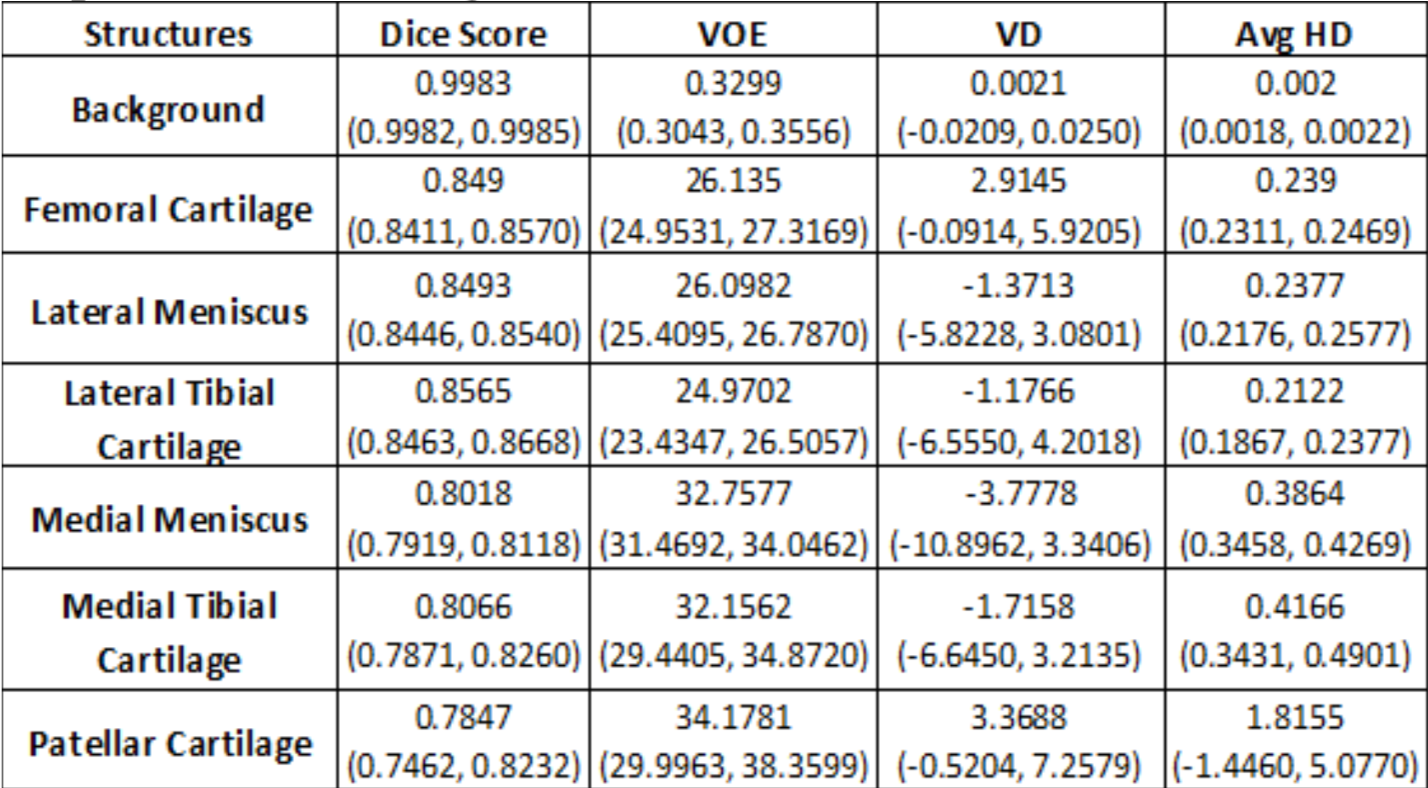 Structures Dice Score VOE VD Avg HD
Background 0.9983 0.3299 0.0021 0.002
(0.9982, 0.9985) (0.3043, 0.3556) (-0.0209, 0.0250) (0.0018, 0.0022)
Femoral Cartilage 0.849 26.135 2.9145 0.239
(0.8411, 0.8570) (24.9531, 27.3169) (-0.0914, 5.9205) (0.2311, 0.2469)
Lateral Meniscus 0.8493 26.0982 -1.3713 0.2377
(0.8446, 0.8540) (25.4095, 26.7870) (-5.8228, 3.0801) (0.2176, 0.2577)
Lateral Tibial 0.8565 24.9702 -1.1766 0.2122
Cartilage (0.8463, 0.8668) (23.4347, 26.5057) (-6.5550, 4.2018) (0.1867, 0.2377)
Medial Meniscus 0.8018 32.7577 -3.7778 0.3864
(0.7919, 0.8118) (31.4692, 34.0462) (-10.8962, 3.3406) (0.3458, 0.4269)
Medial Tibial 0.8066 32.1562 -1.7158 0.4166
Cartilage (0.7871, 0.8260) (29.4405, 34.8720) (-6.6450, 3.2135) (0.3431, 0.4901)
Patellar Cartilage 0.7847 34.1781 3.3688 1.8155
(0.7462, 0.8232) (29.9963, 38.3599) (-0.5204, 7.2579) (-1.4460, 5.0770)